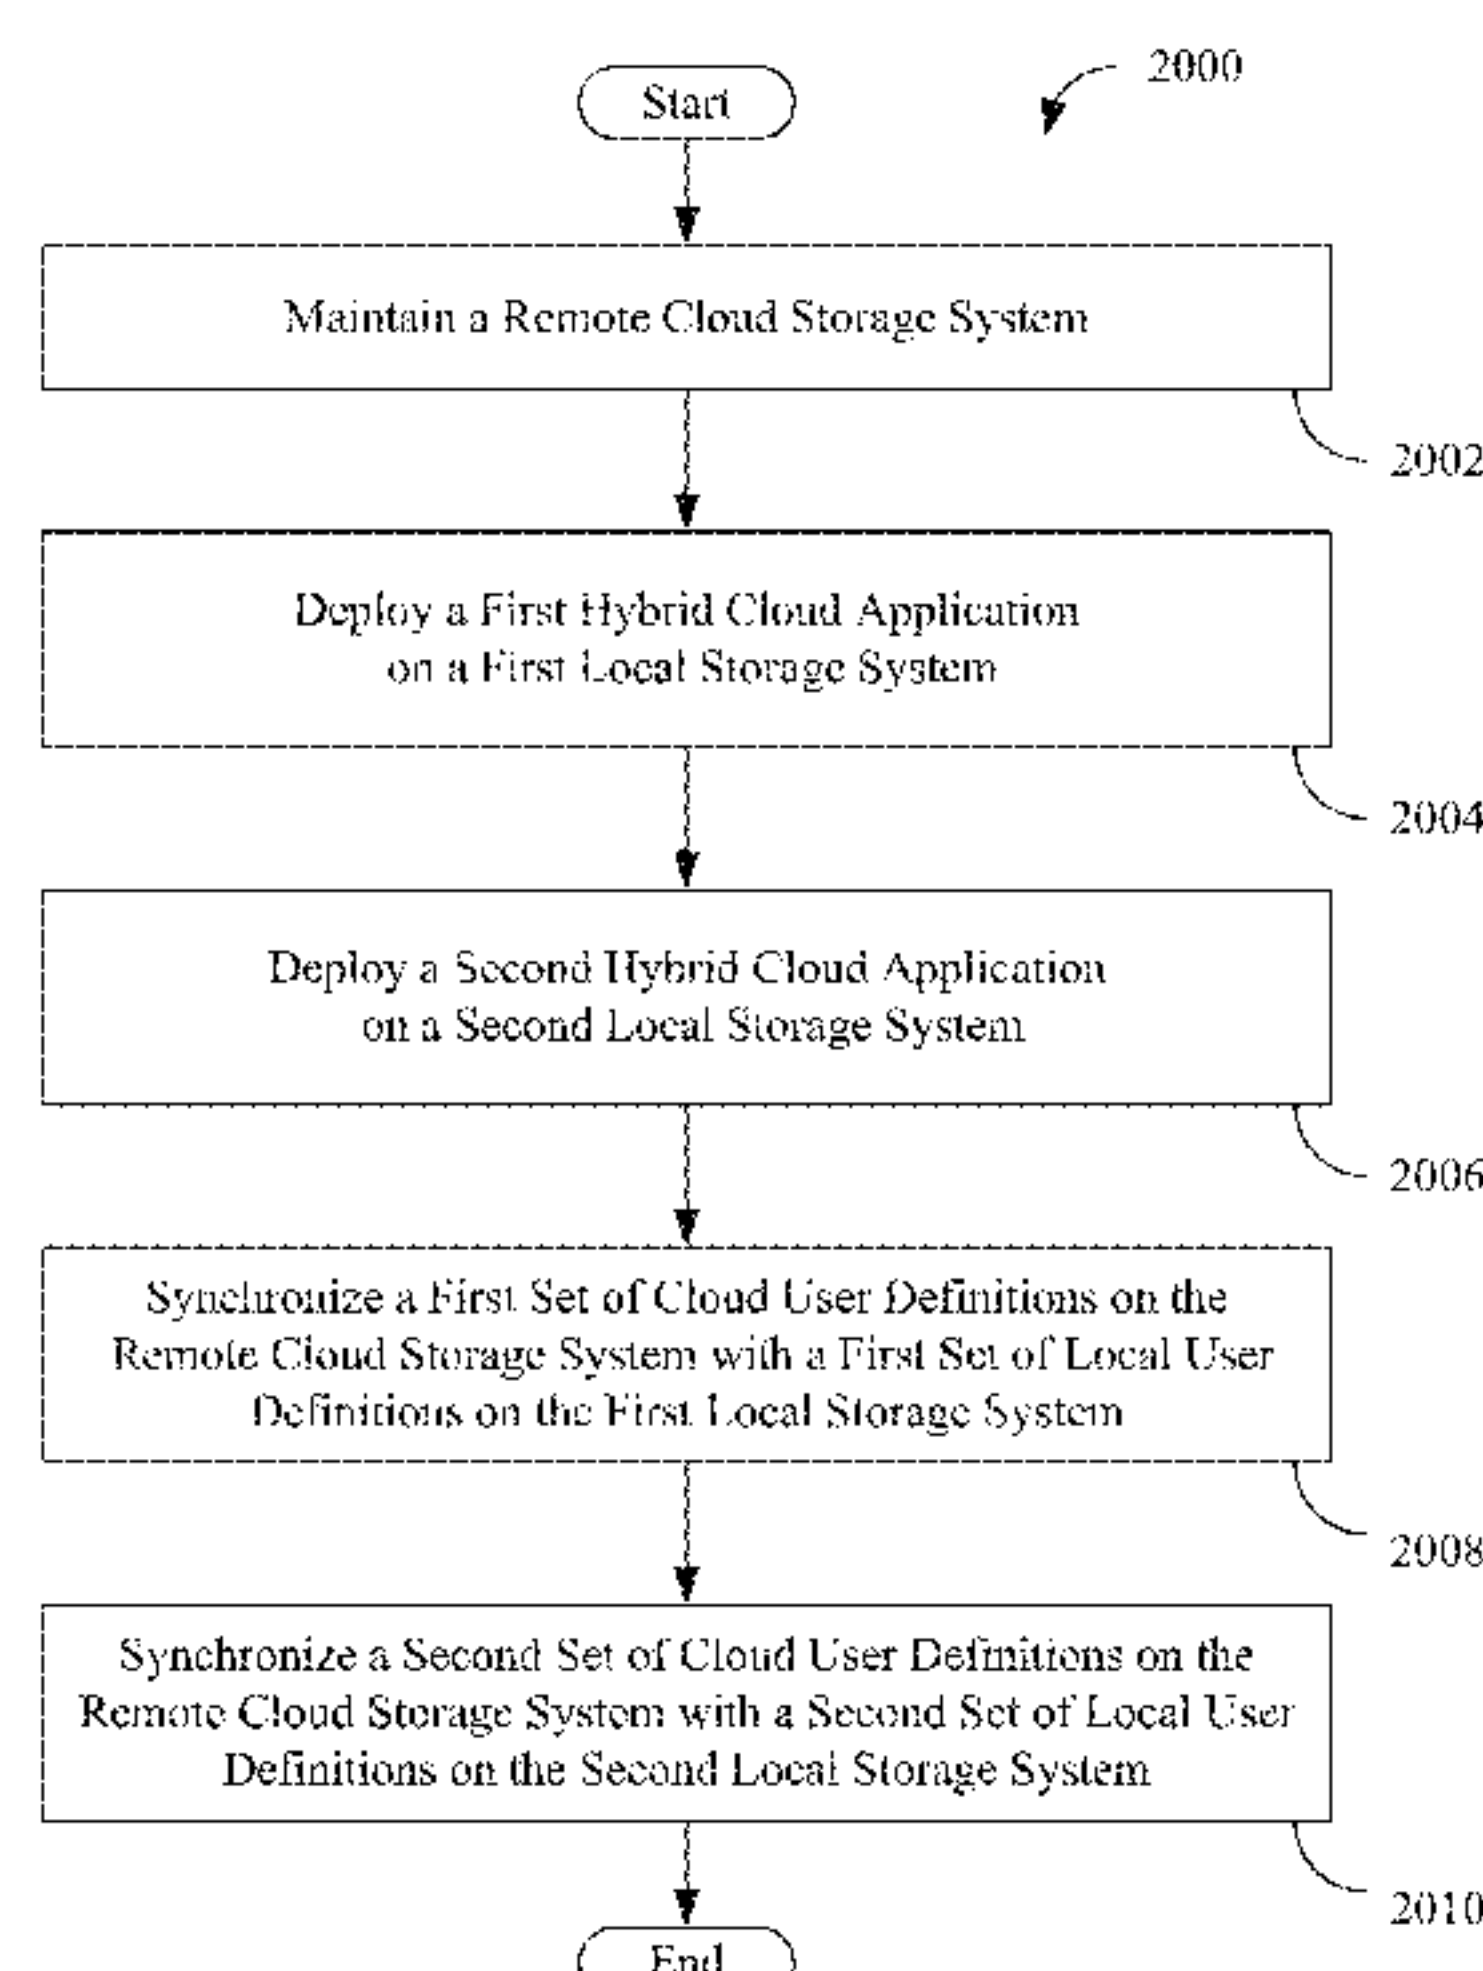 2000
Start
Maintain a Remote Cloud Storage System
2002
Deploy a First Hybrid Cloud Application
on a First Local Storage System
2004
Deploy a Second Hybrid Cloud Application
on a Second Local Storage System
2006
Synchronize a First Set of Cloud User Definitions on the
Remote Cloud Storage System with a First Set of Local User
Definitions on the First Local Storage System
2008
Synchronize a Second Set of Cloud User Definitions on the
Remote Cloud Storage System with a Second Set of Local User
Definitions on the Second Local Storage System
2010
End